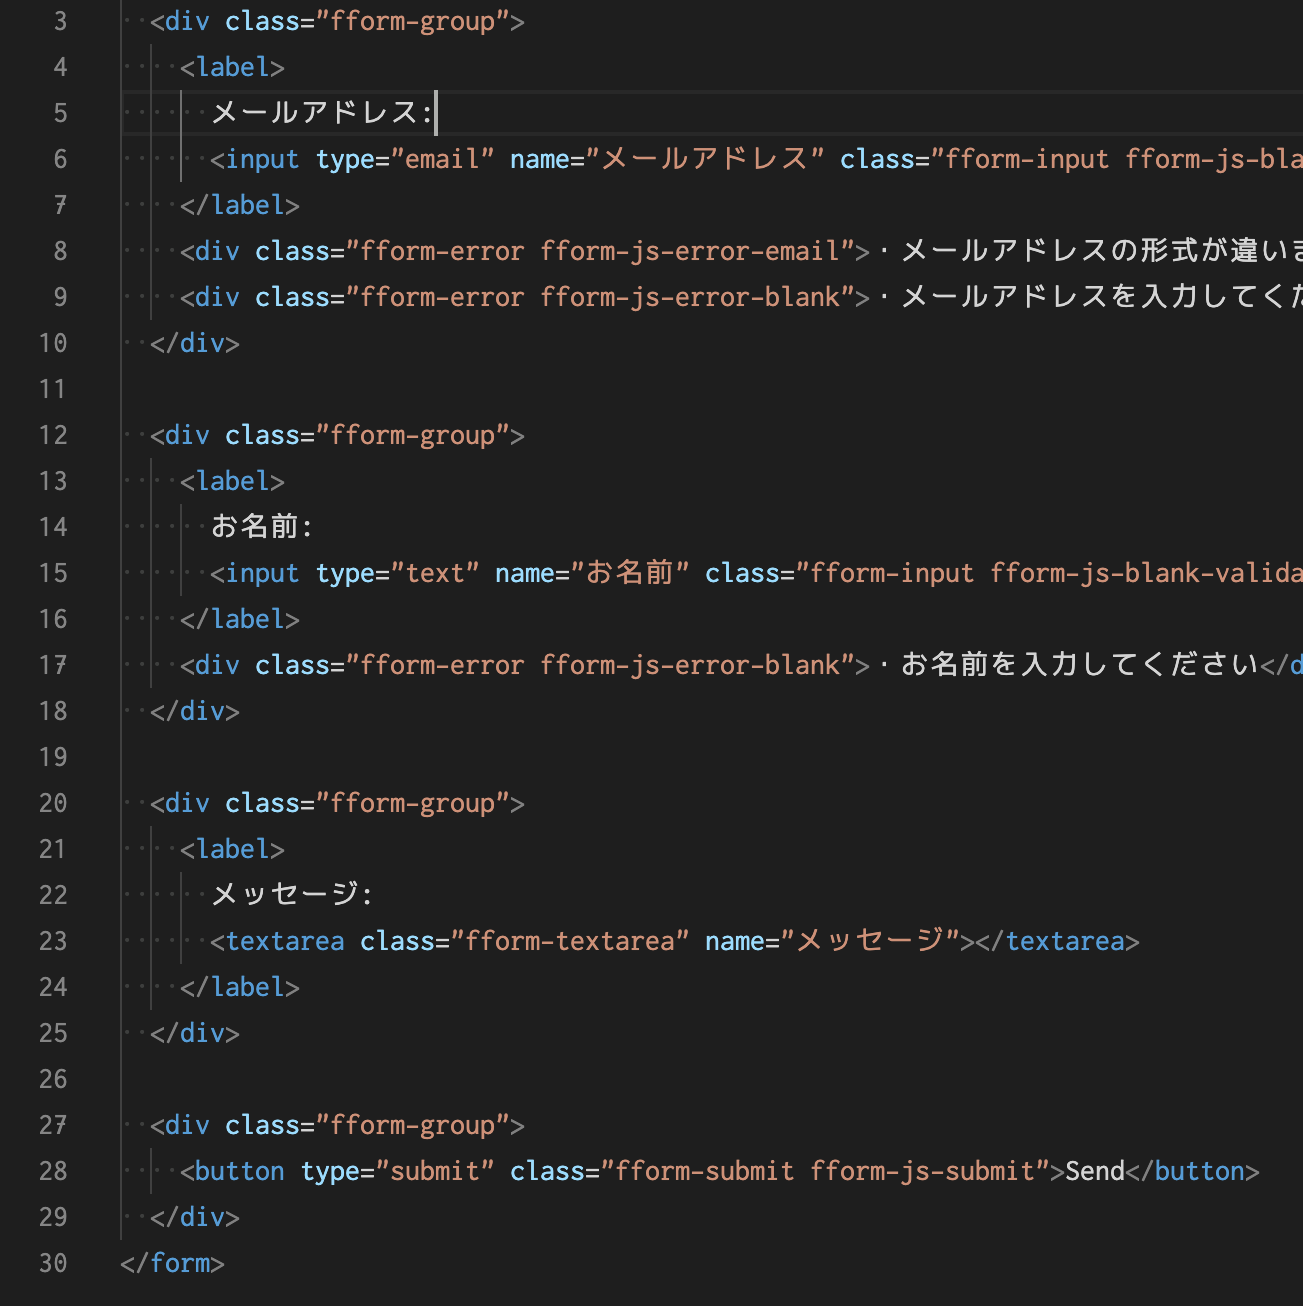 3 <div class="fform-group">
4 <label>
5 メールアドレス:
6 <input type="email" name="メールアドレス" class="fform-input fform-js-bla
7 </label>
8 <div class="fform-error fform-js-error-email">・メールアドレスの形式が違いま
9 <div class="fform-error fform-js-error-blank">・メールアドレスを入力してくだ
10 </div>
11
12 <div class="fform-group">
13 <label>
14 お名前:
15 <input type="text" name="お名前" class="fform-input fform-js-blank-valida
16 </label>
17 <div class="fform-error fform-js-error-blank">・お名前を入力してください</d
18 </div>
19
20 <div class="fform-group">
21 <label>
22 メッセージ:
23 <textarea class="fform-textarea" name="メッセージ"></textarea>
24 </label>
25 </div>
26
27 <div class="fform-group">
28 <button type="submit" class="fform-submit fform-js-submit">Send</button>
29 </div>
30 </form>